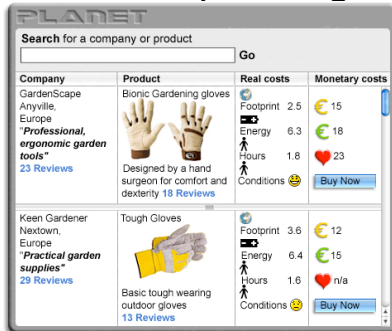 PLANET
Search for a company or product
Go
Company Product Real costs Monetary costs
GardenScape
Anyville,
Europe
"Professional,
ergonomic garden
tools"
23 Reviews
Bionic Gardening gloves
Designed by a hand
surgeon for comfort and
dexterity 18 Reviews
Footprint 2.5
Energy 6.3
Hours 1.8
Conditions
€ 15
€ 18
23
Buy Now
Keen Gardener
Nextown,
Europe
"Practical garden
supplies"
29 Reviews
Tough Gloves
Basic tough wearing
outdoor gloves
13 Reviews
Footprint 3.6
Energy 6.4
Hours 1.6
Conditions
€ 12
€ 15
n/a
Buy Now